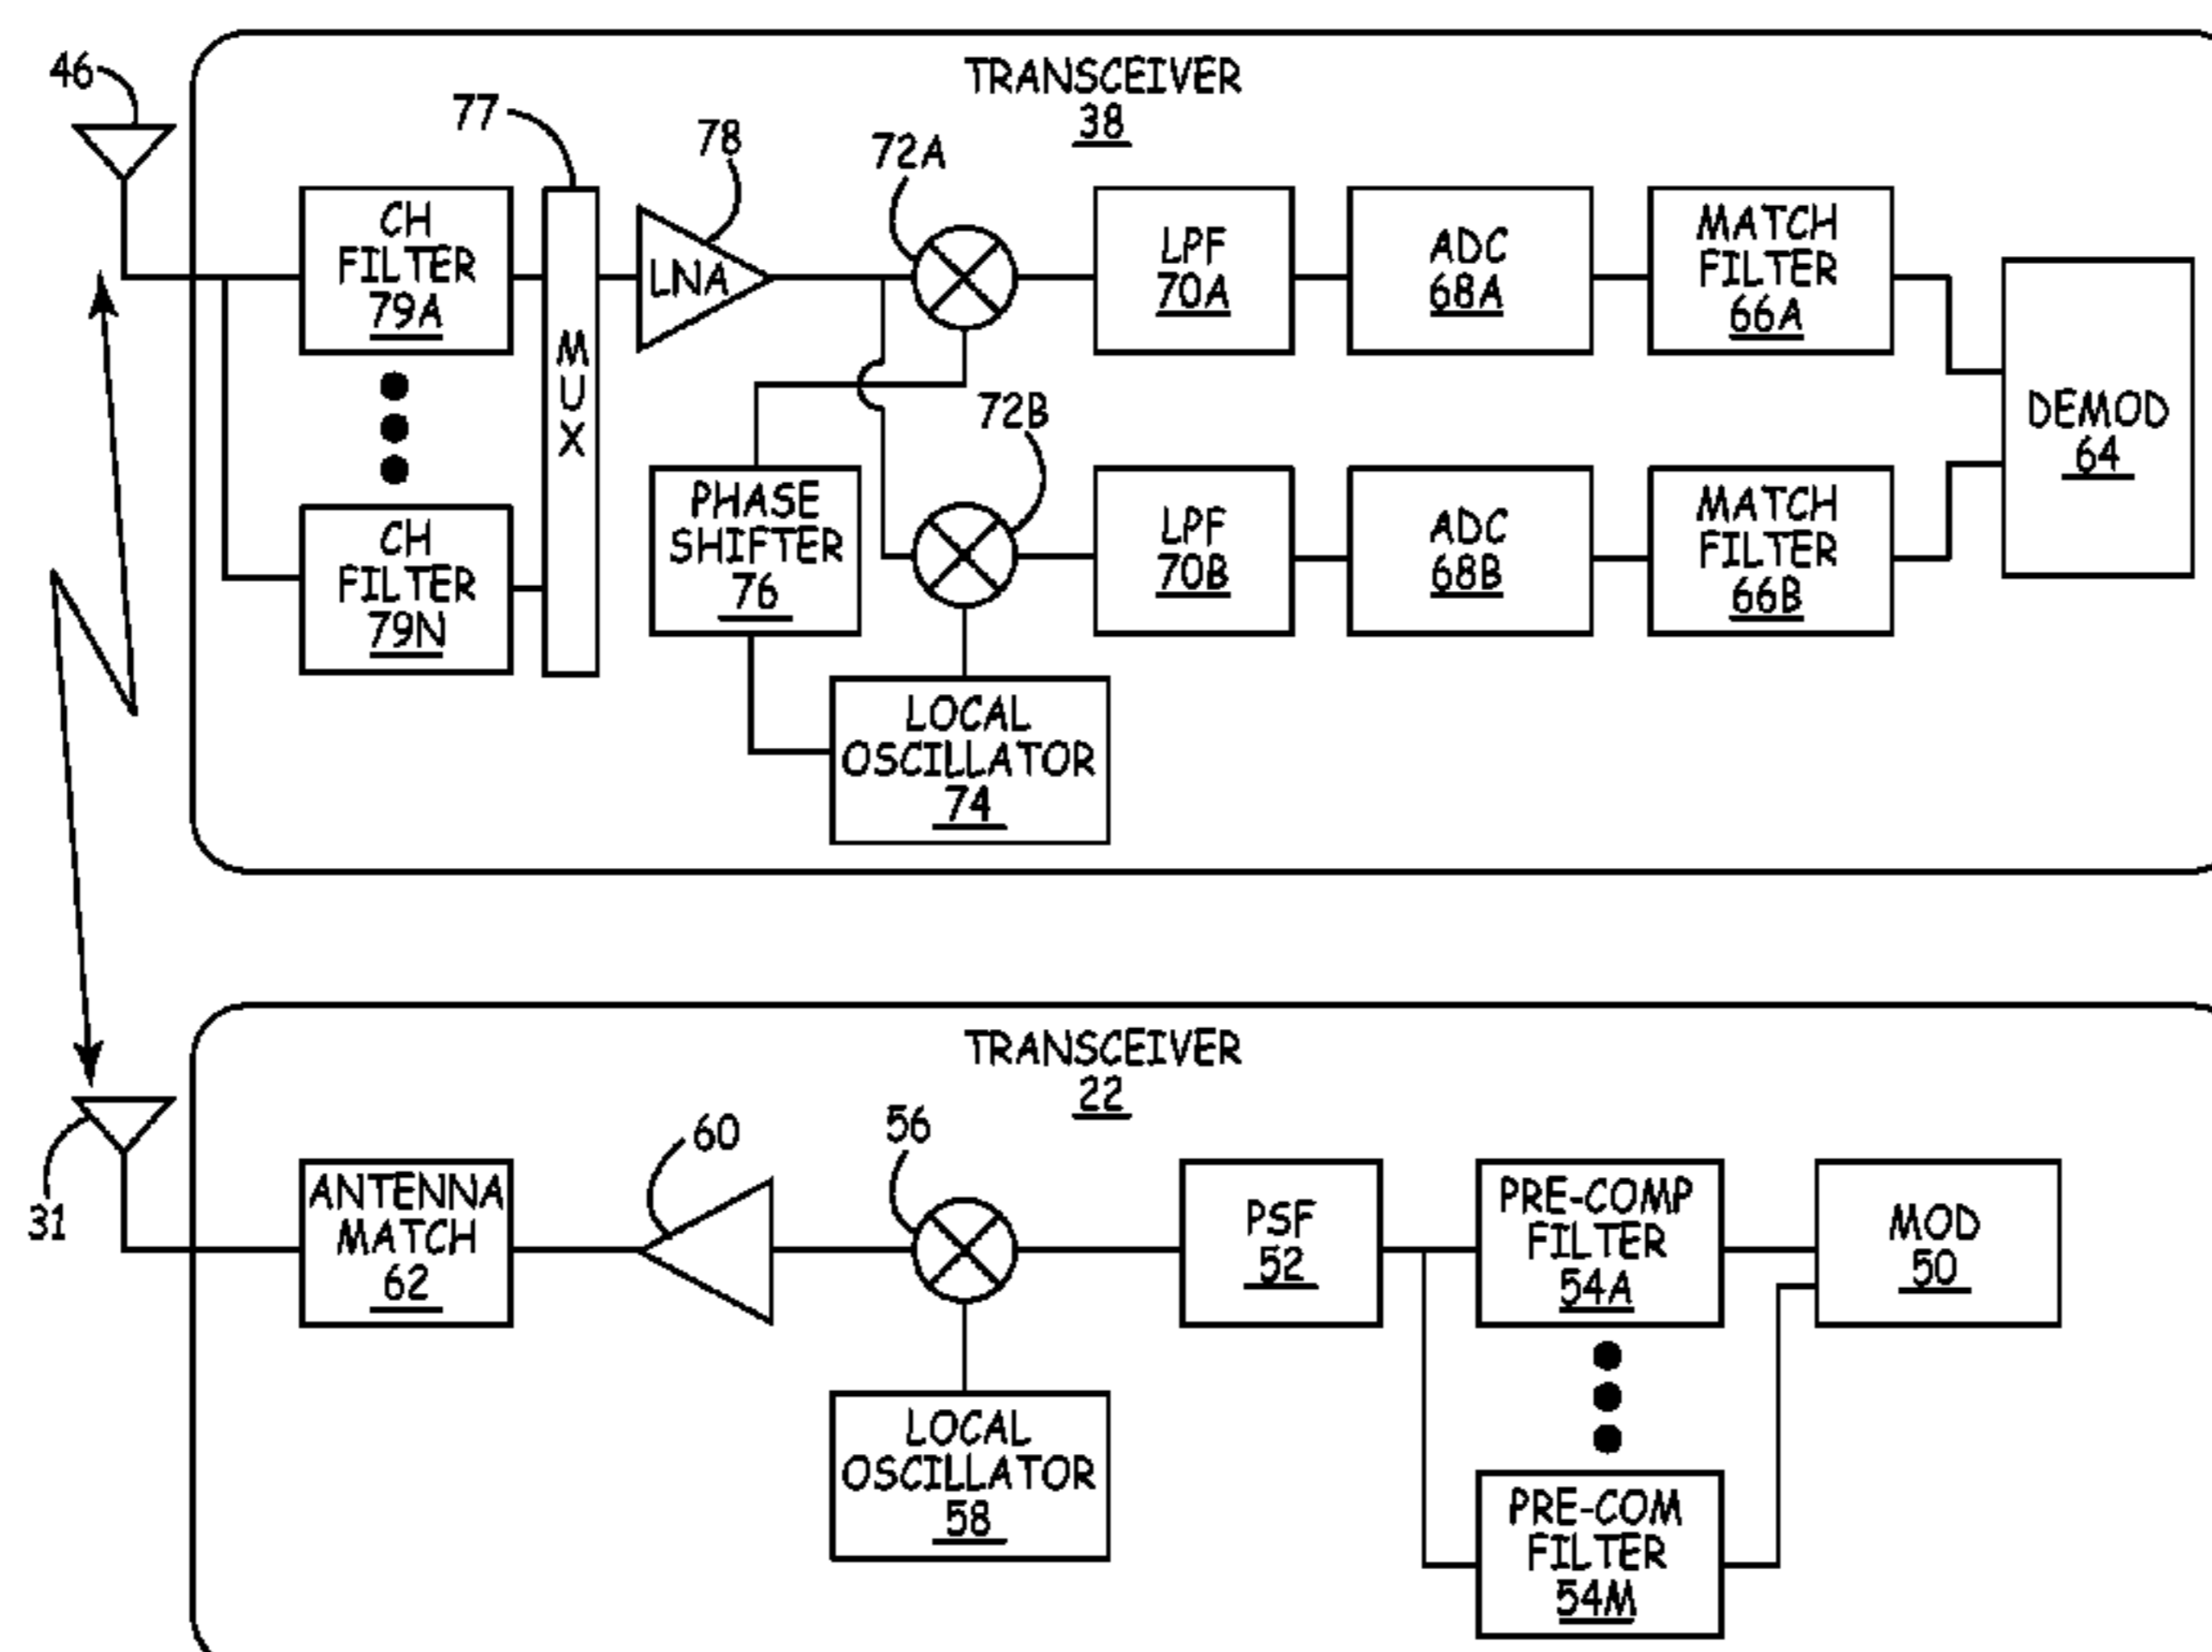 TRANSCEIVER
38
46
77
78
72A
CH
FILTER
79A
MUX
LNA
LPF
70A
ADC
68A
MATCH
FILTER
66A
DEMOD
64
72B
CH
FILTER
79N
PHASE
SHIFTER
76
LPF
70B
ADC
68B
MATCH
FILTER
66B
LOCAL
OSCILLATOR
74
TRANSCEIVER
22
31
60
56
ANTENNA
MATCH
62
PSF
52
PRE-COMP
FILTER
54A
MOD
50
LOCAL
OSCILLATOR
58
PRE-COM
FILTER
54M